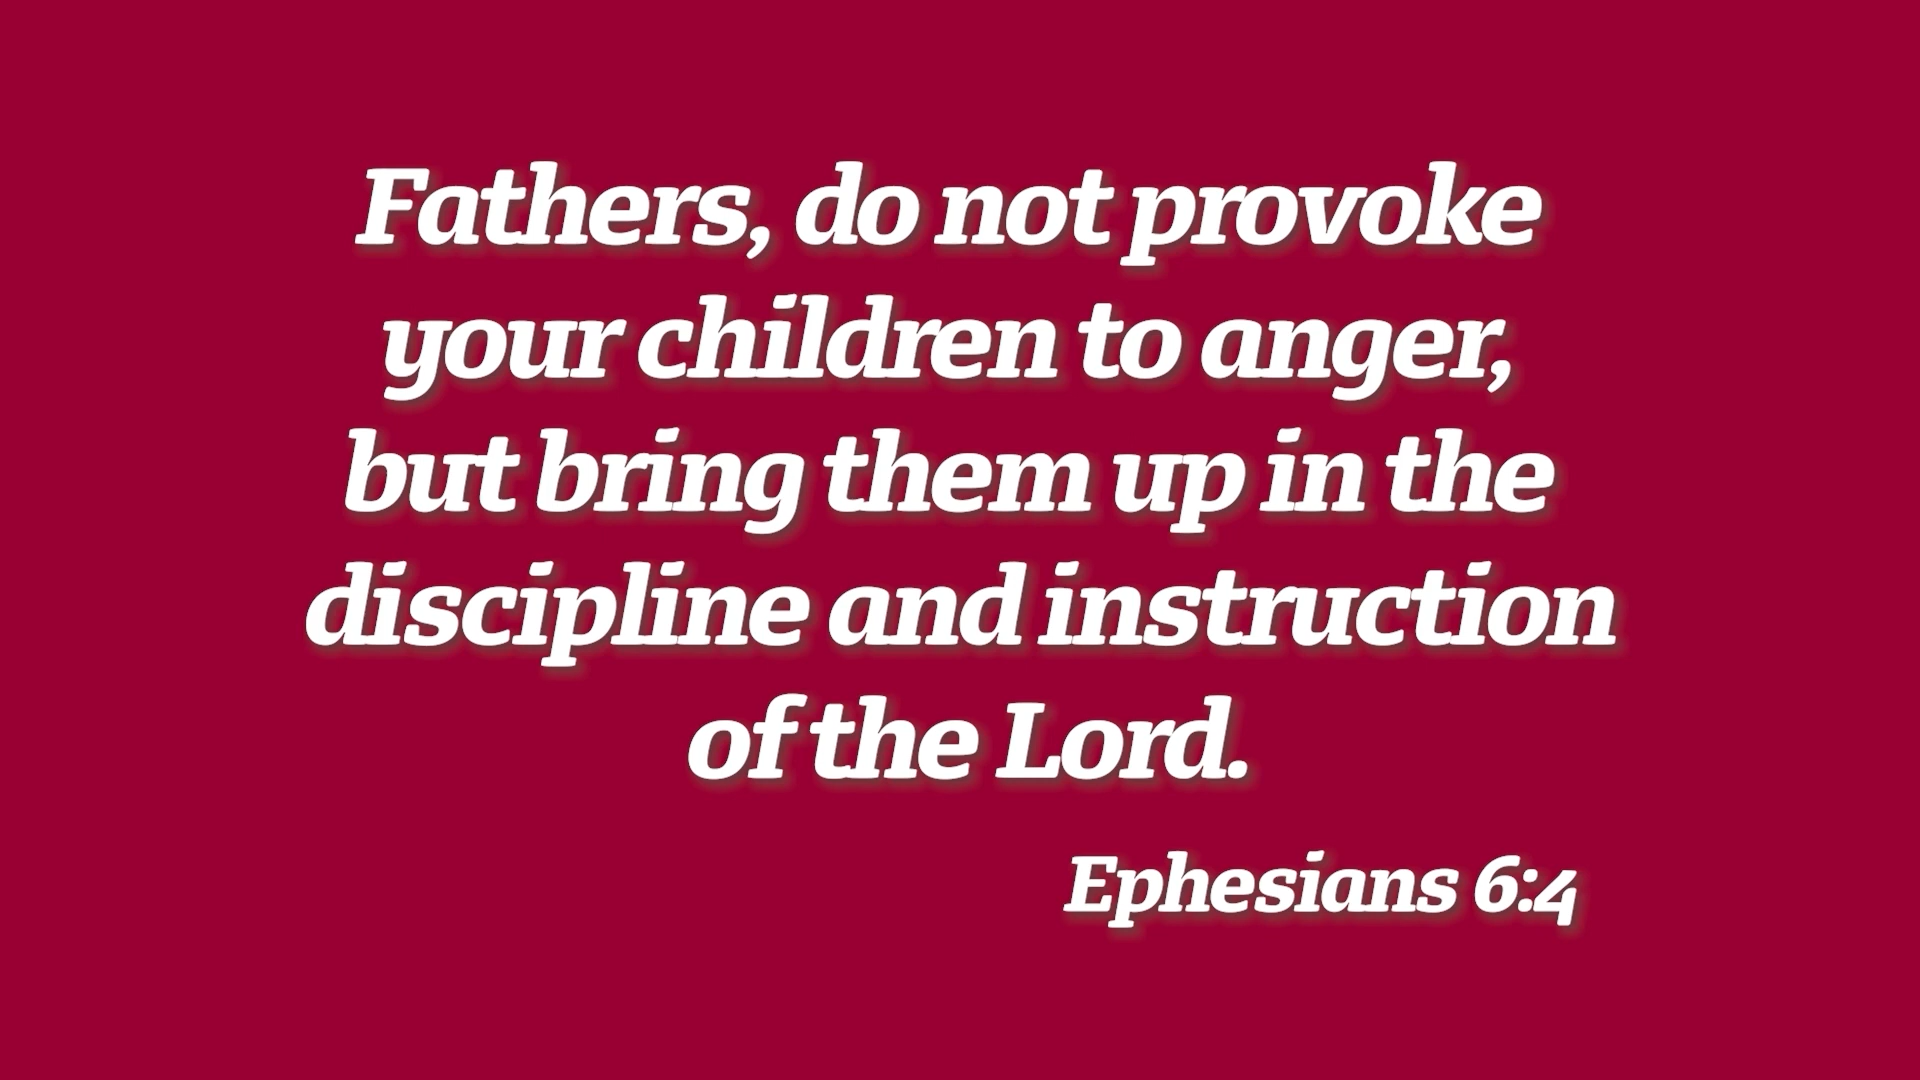 Fathers, do not provoke
your children to anger,
but bring them up in the
discipline and instruction
of the Lord.
Ephesians 6:4